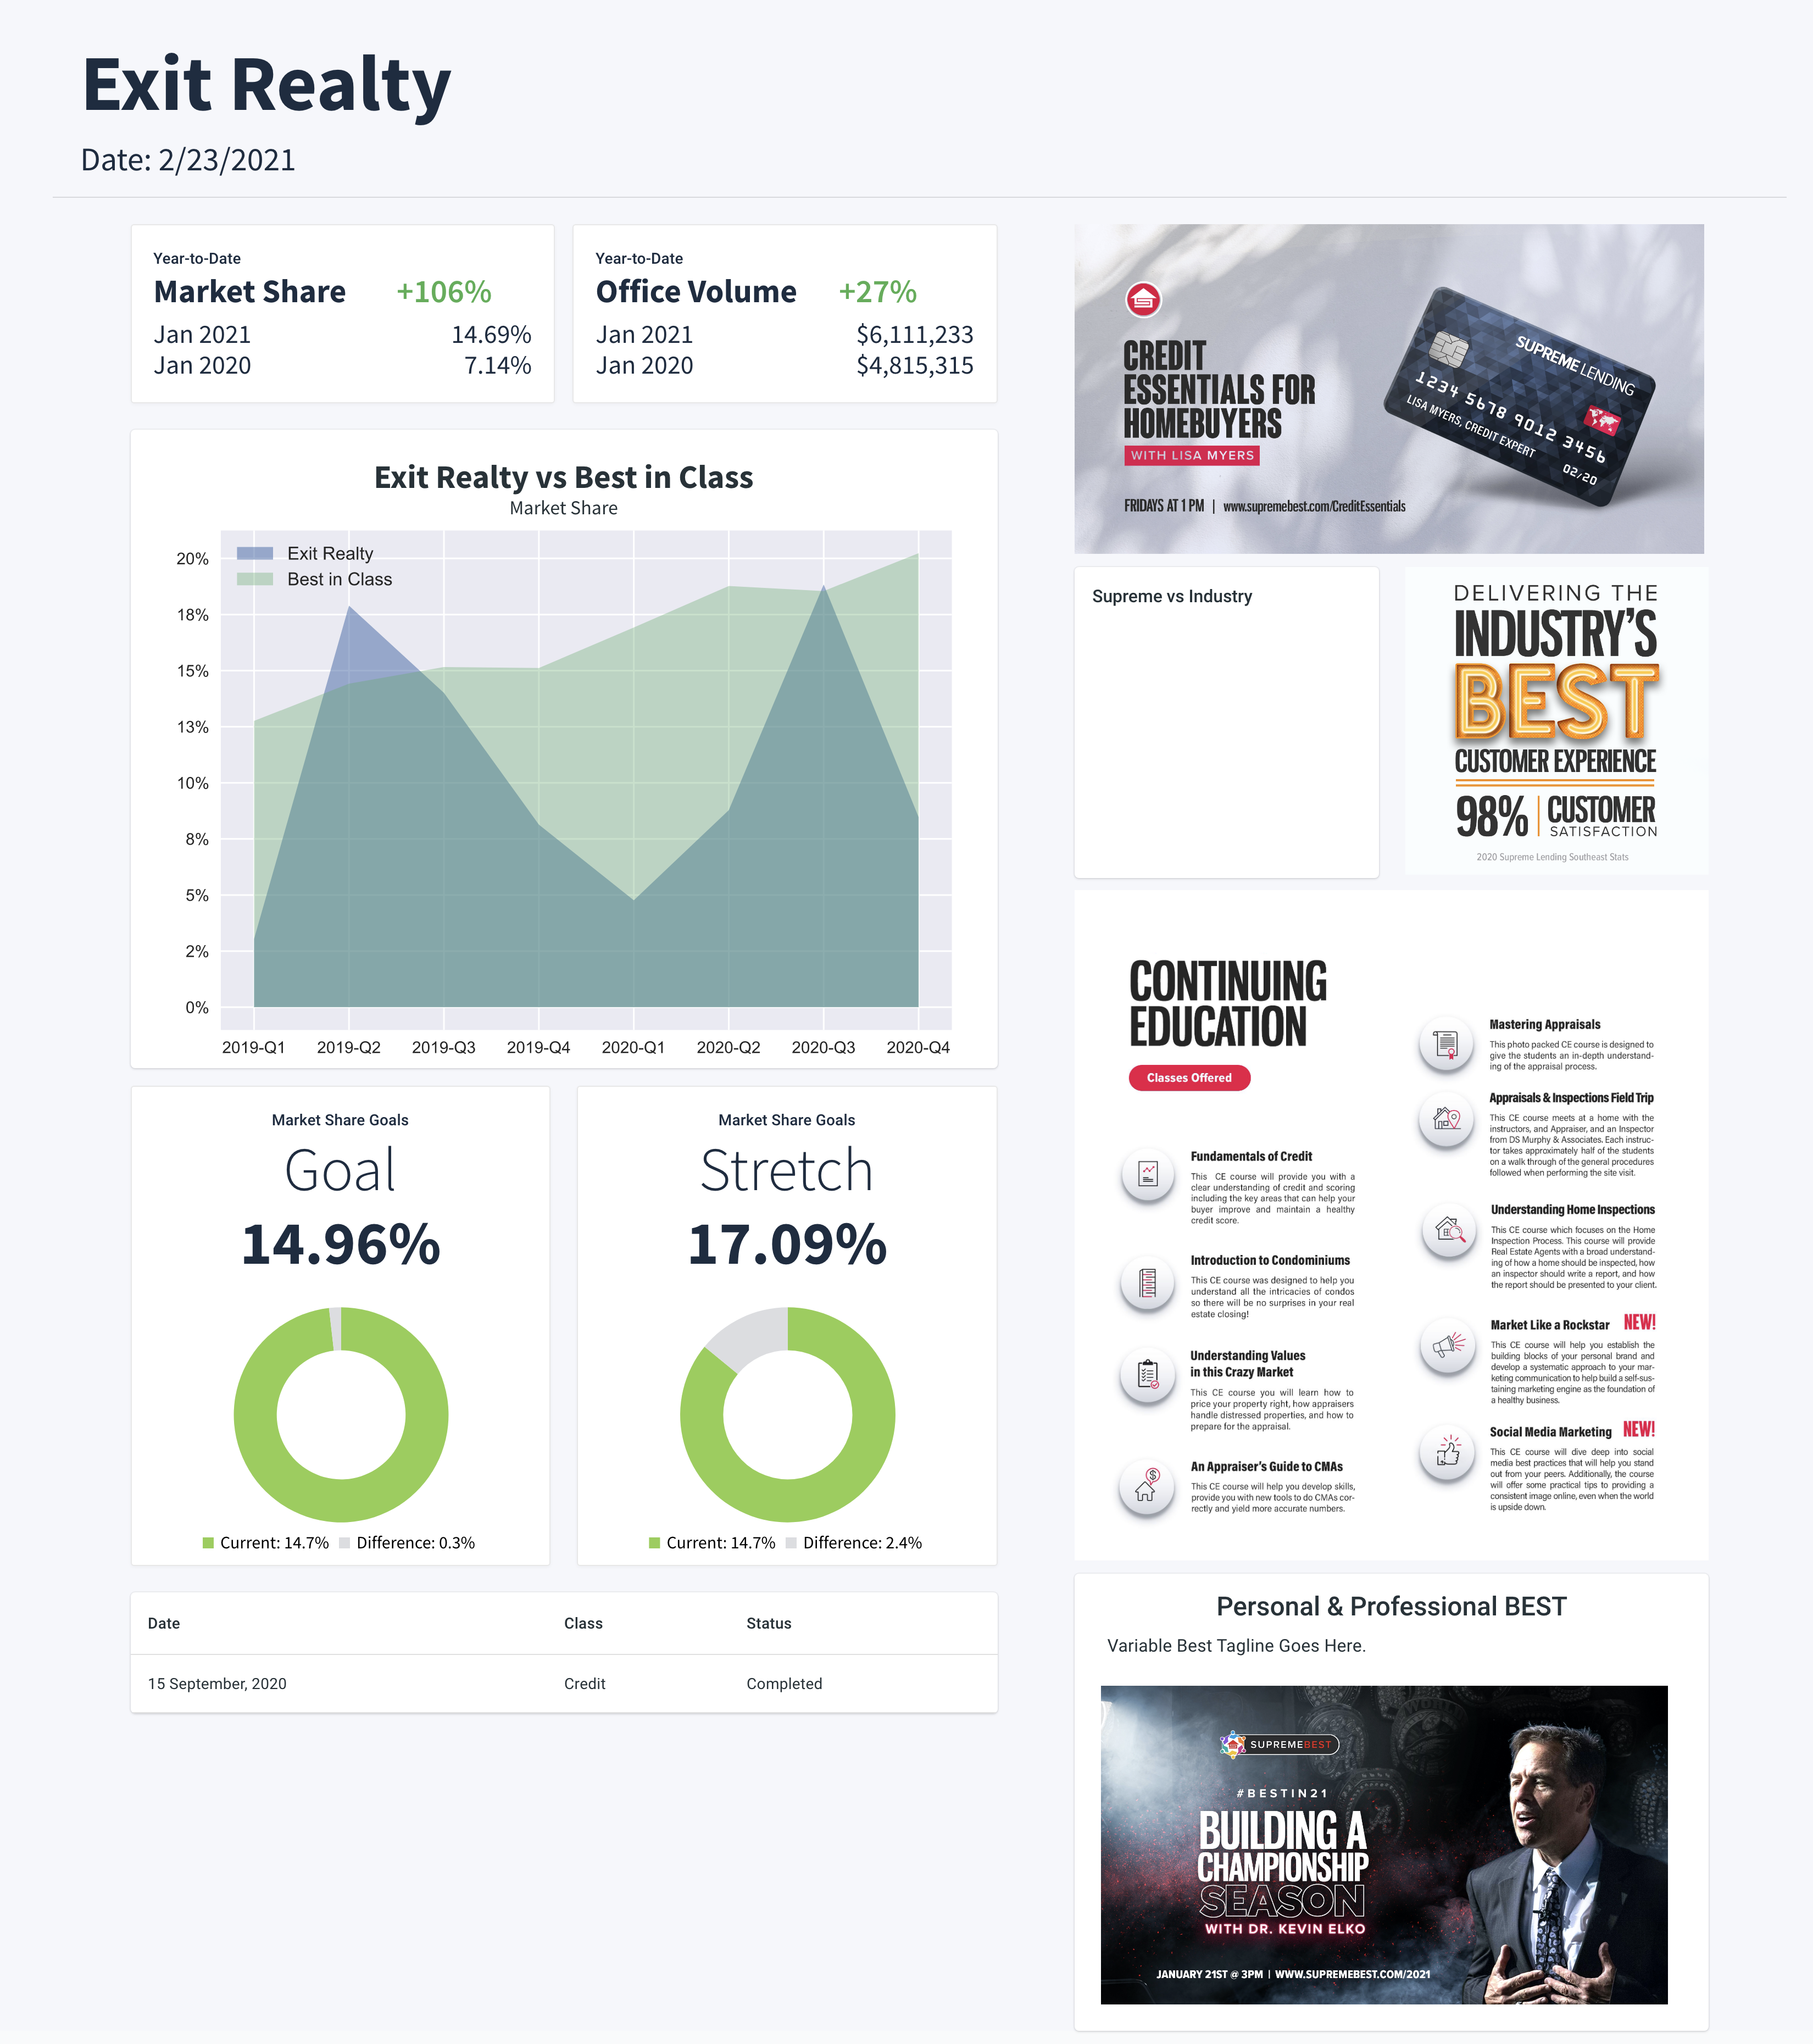 Exit Realty
Date: 2/23/2021
Year-to-Date
Market Share +106%
Jan 2021 14.69%
Jan 2020 7.14%
Year-to-Date
Office Volume +27%
Jan 2021 $6,111,233
Jan 2020 $4,815,315
Exit Realty vs Best in Class
Market Share
Exit Realty
Best in Class
20%
18%
15%
13%
10%
8%
5%
2%
0%
2019-Q1 2019-Q2 2019-Q3 2019-Q4 2020-Q1 2020-Q2 2020-Q3 2020-Q4
Market Share Goals
Goal
14.96%
Current: 14.7% Difference: 0.3%
Market Share Goals
Stretch
17.09%
Current: 14.7% Difference: 2.4%
Date Class Status
15 September, 2020 Credit Completed
CREDIT
ESSENTIALS FOR
HOMEBUYERS
WITH LISA MYERS
FRIDAYS AT 1 PM | www.supremebest.com/CreditEssentials
SUPREME LENDING
1234 5678 9012 3456
LISA MYERS, CREDIT EXPERT
02/20
Supreme vs Industry
DELIVERING THE
INDUSTRY'S
BEST
CUSTOMER EXPERIENCE
98% | CUSTOMER
SATISFACTION
2020 Supreme Lending Southeast Stats
CONTINUING
EDUCATION
Classes Offered
Fundamentals of Credit
This CE course will provide you with a
clear understanding of credit and scoring
including the key areas that can help your
buyer improve and maintain a healthy
credit score.
Introduction to Condominiums
This CE course was designed to help you
understand all the intricacies of condos
so there will be no surprises in your real
estate closing!
Understanding Values
in this Crazy Market
This CE course you will learn how to
price your property right, how appraisers
handle distressed properties, and how to
prepare for the appraisal.
An Appraiser's Guide to CMAs
This CE course will help you develop skills,
provide you with new tools to do CMAs cor-
rectly and yield more accurate numbers.
Mastering Appraisals
This photo packed CE course is designed to
give the students an in-depth understand-
ing of the appraisal process.
Appraisals & Inspections Field Trip
This CE course meets at a home with the
instructors, and Appraiser, and an Inspector
from DS Murphy & Associates. Each instruc-
tor takes approximately half of the students
on a walk through of the general procedures
followed when performing the site visit.
Understanding Home Inspections
This CE course which focuses on the Home
Inspection Process. This course will provide
Real Estate Agents with a broad understand-
ing of how a home should be inspected, how
an inspector should write a report, and how
the report should be presented to your client.
Market Like a Rockstar NEW!
This CE course will help you establish the
building blocks of your personal brand and
develop a systematic approach to your mar-
keting communication to help build a self-sus-
taining marketing engine as the foundation of
a healthy business.
Social Media Marketing NEW!
This CE course will dive deep into social
media best practices that will help you stand
out from your peers. Additionally, the course
will offer some practical tips to providing a
consistent image online, even when the world
is upside down.
Personal & Professional BEST
Variable Best Tagline Goes Here.
SUPREMEBEST
#BESTIN21
BUILDING A
CHAMPIONSHIP
SEASON
WITH DR. KEVIN ELKO
JANUARY 21ST @ 3PM | WWW.SUPREMEBEST.COM/2021